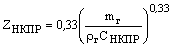 Z_НКПР = 0,33 (m_г / (ρ_г C_НКПР))^0,33